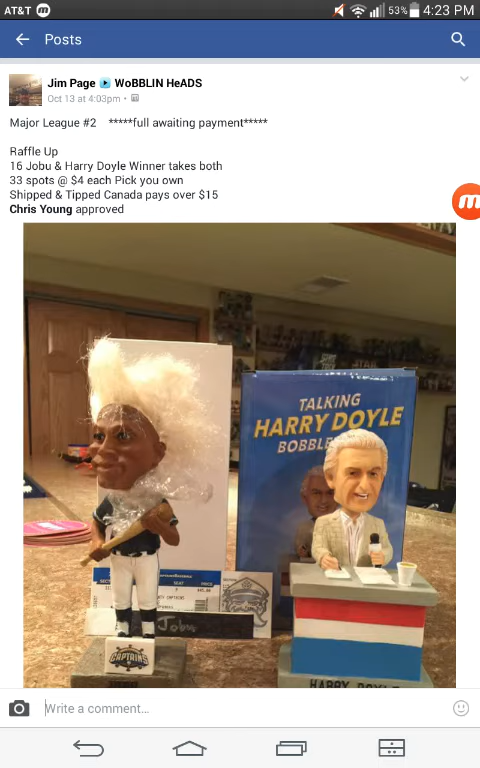 AT&T 53% 4:23 PM
Posts
Jim Page WoBBLIN HeADS
Oct 13 at 4:03pm
Major League #2 *****full awaiting payment*****
Raffle Up
16 Jobu & Harry Doyle Winner takes both
33 spots @ $4 each Pick you own
Shipped & Tipped Canada pays over $15
Chris Young approved
m
TALKING
HARRY DOYLE
BOBBLE
Jobu
CAPTAINS
HARRY DOYLE
Write a comment...